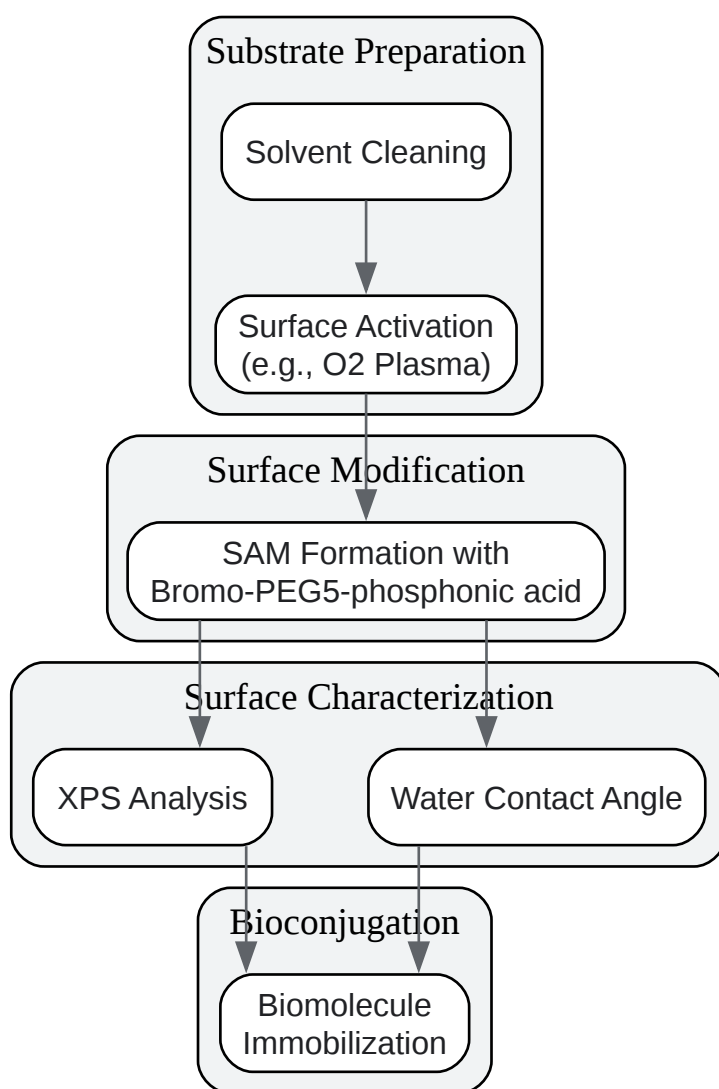 Substrate Preparation
Solvent Cleaning
Surface Activation
(e.g., O2 Plasma)
Surface Modification
SAM Formation with
Bromo-PEG5-phosphonic acid
Surface Characterization
XPS Analysis
Water Contact Angle
Bioconjugation
Biomolecule
Immobilization